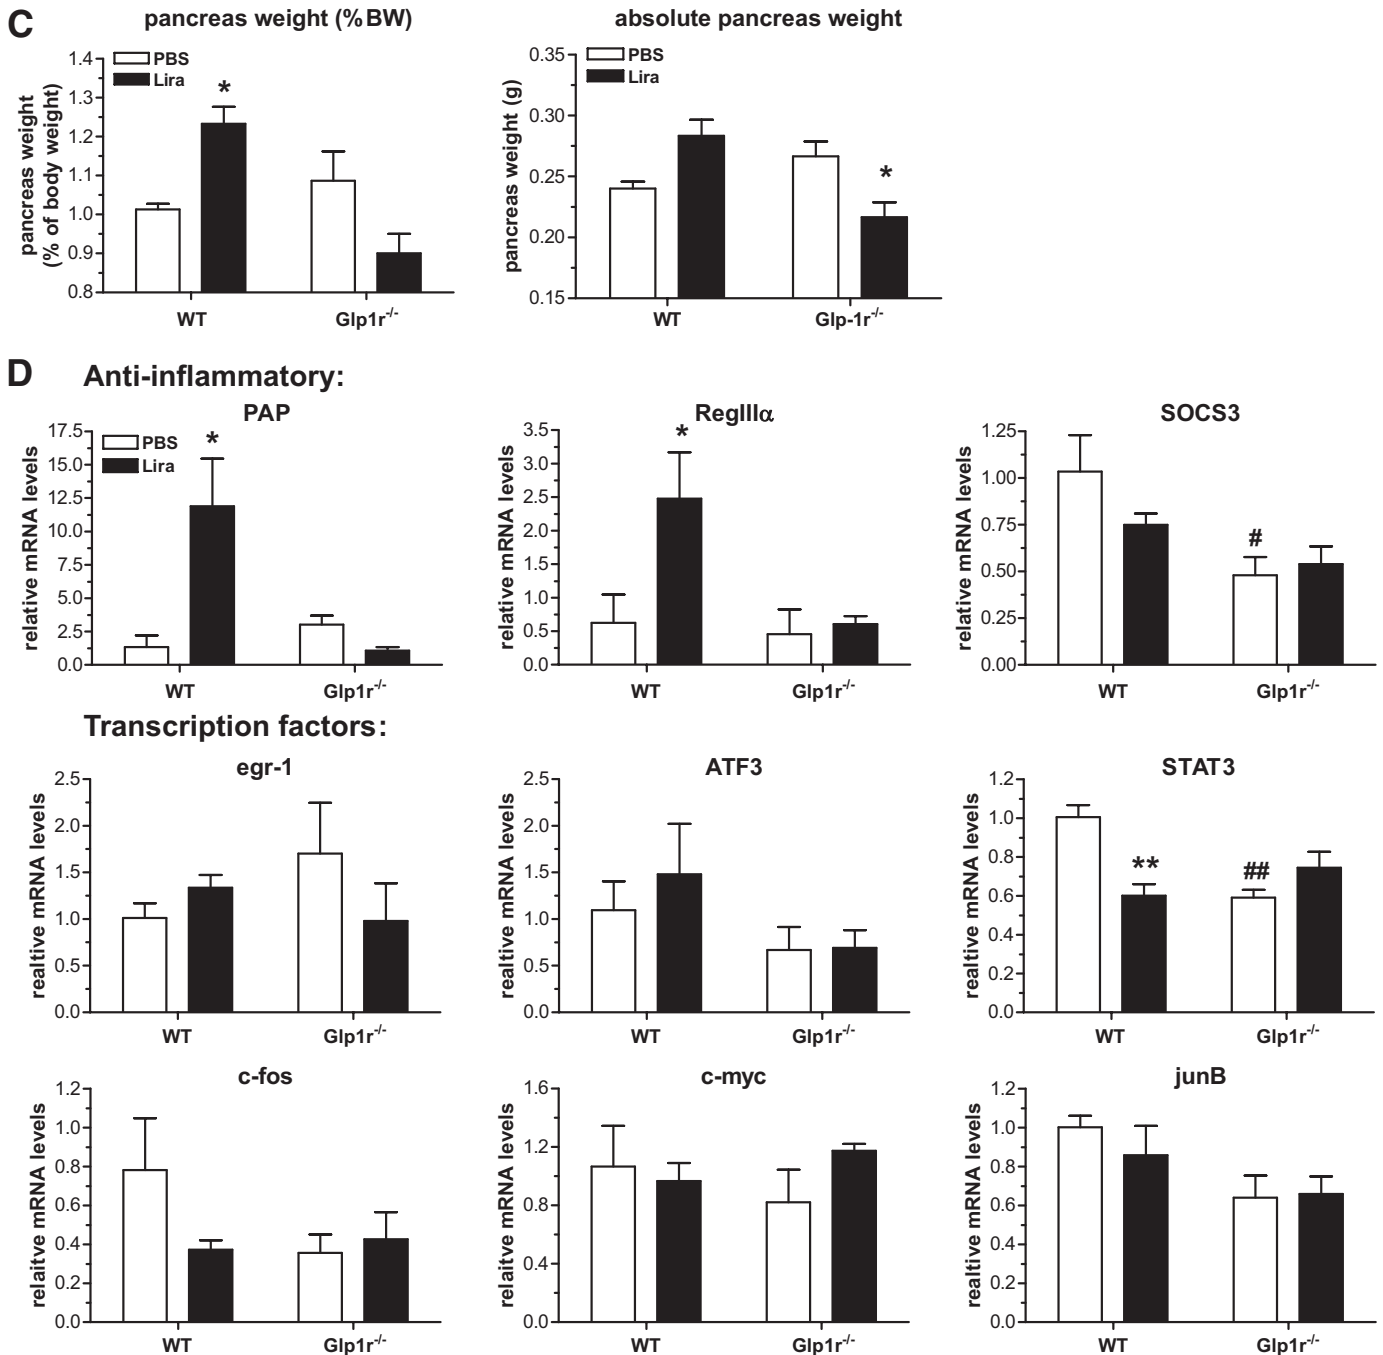 C
pancreas weight (%BW)
PBS
Lira
pancreas weight
(% of body weight)
1.4
1.3
1.2
1.1
1.0
0.9
0.8
*
WT
Glp1r-/-
absolute pancreas weight
PBS
Lira
pancreas weight (g)
0.35
0.30
0.25
0.20
0.15
*
WT
Glp-1r-/-
D
Anti-inflammatory:
PAP
PBS
Lira
relative mRNA levels
17.5
15.0
12.5
10.0
7.5
5.0
2.5
0.0
*
WT
Glp1r-/-
RegIIIα
relative mRNA levels
3.5
3.0
2.5
2.0
1.5
1.0
0.5
0.0
*
WT
Glp1r-/-
SOCS3
relative mRNA levels
1.25
1.00
0.75
0.50
0.25
0.00
#
WT
Glp1r-/-
Transcription factors:
egr-1
realtive mRNA levels
2.5
2.0
1.5
1.0
0.5
0.0
WT
Glp1r-/-
ATF3
realtive mRNA levels
2.5
2.0
1.5
1.0
0.5
0.0
WT
Glp1r-/-
STAT3
realtive mRNA levels
1.2
1.0
0.8
0.6
0.4
0.2
0.0
**
##
WT
Glp1r-/-
c-fos
relaitve mRNA levels
1.2
1.0
0.8
0.6
0.4
0.2
0.0
WT
Glp1r-/-
c-myc
relaitve mRNA levels
1.6
1.2
0.8
0.4
0.0
WT
Glp1r-/-
junB
realtive mRNA levels
1.2
1.0
0.8
0.6
0.4
0.2
0.0
WT
Glp1r-/-